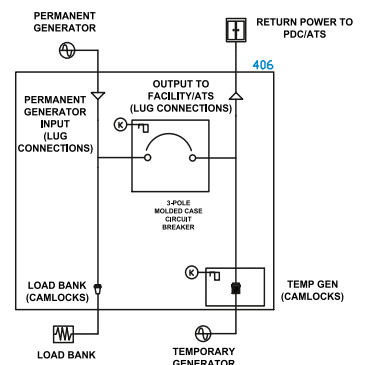 PERMANENT
GENERATOR
RETURN POWER TO
PDC/ATS
406
OUTPUT TO
FACILITY/ATS
(LUG CONNECTIONS)
PERMANENT
GENERATOR
INPUT
(LUG
CONNECTIONS)
K
3-POLE
MOLDED CASE
CIRCUIT
BREAKER
K
LOAD BANK
(CAMLOCKS)
TEMP GEN
(CAMLOCKS)
LOAD BANK
TEMPORARY
GENERATOR